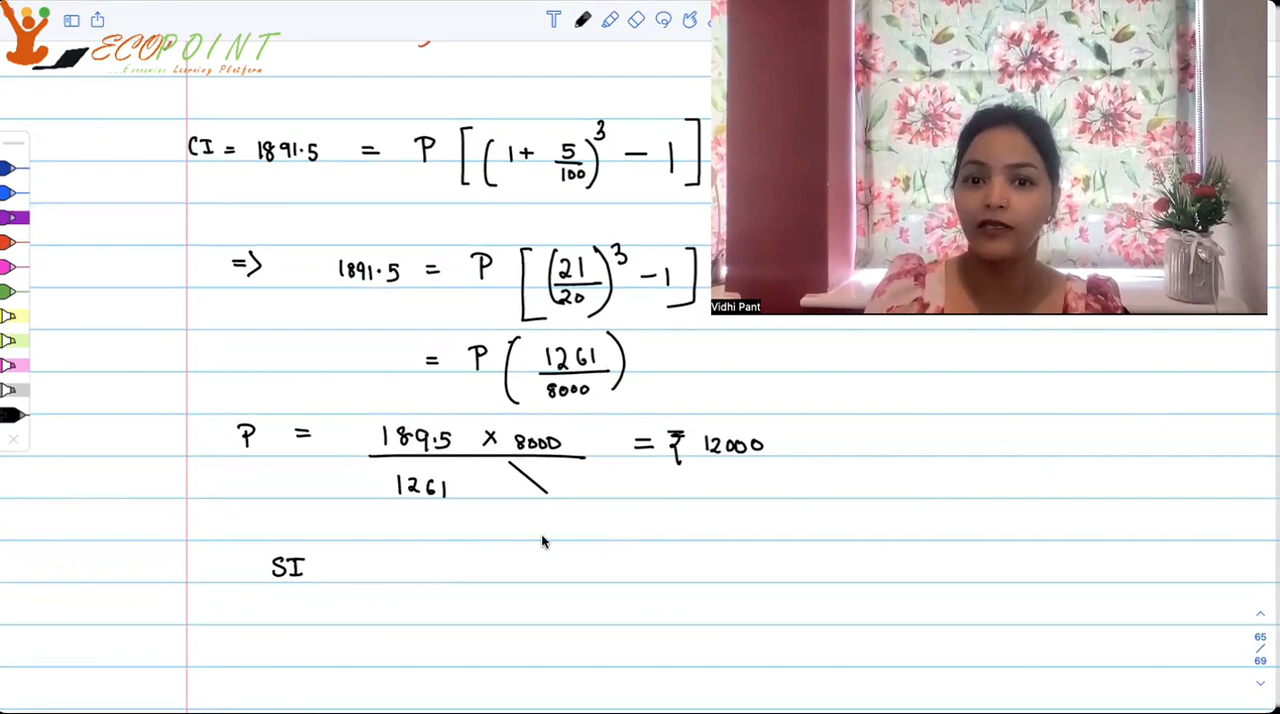 ECOPOINT
.....Economics Learning Platform
T
CI = 1891.5 = P [ ( 1 + 5/100 )^3 − 1 ]
Vidhi Pant
=> 1891.5 = P [ ( 21/20 )^3 − 1 ]
= P ( 1261/8000 )
P = 189.5 × 8000 / 1261 = ₹ 12000
SI
65
/
69